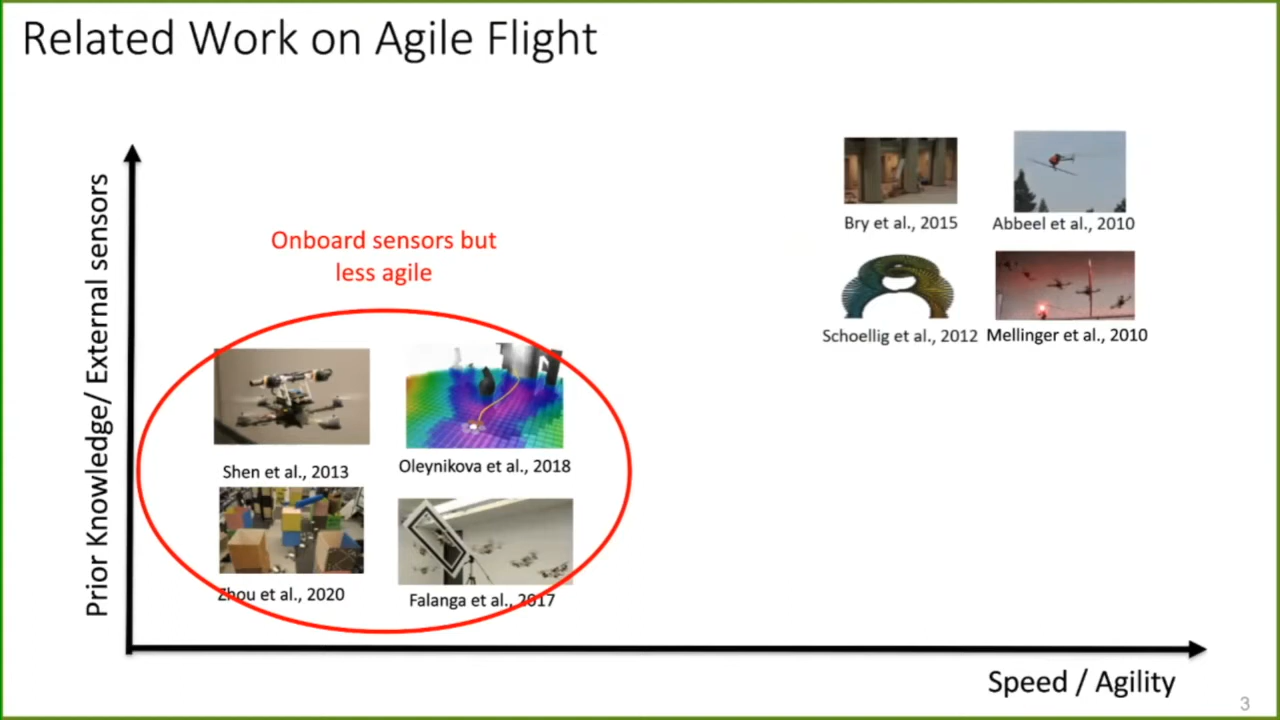 Related Work on Agile Flight
Prior Knowledge/ External sensors
Onboard sensors but
less agile
Bry et al., 2015
Abbeel et al., 2010
Schoellig et al., 2012
Mellinger et al., 2010
Shen et al., 2013
Oleynikova et al., 2018
Zhou et al., 2020
Falanga et al., 2017
Speed / Agility
3